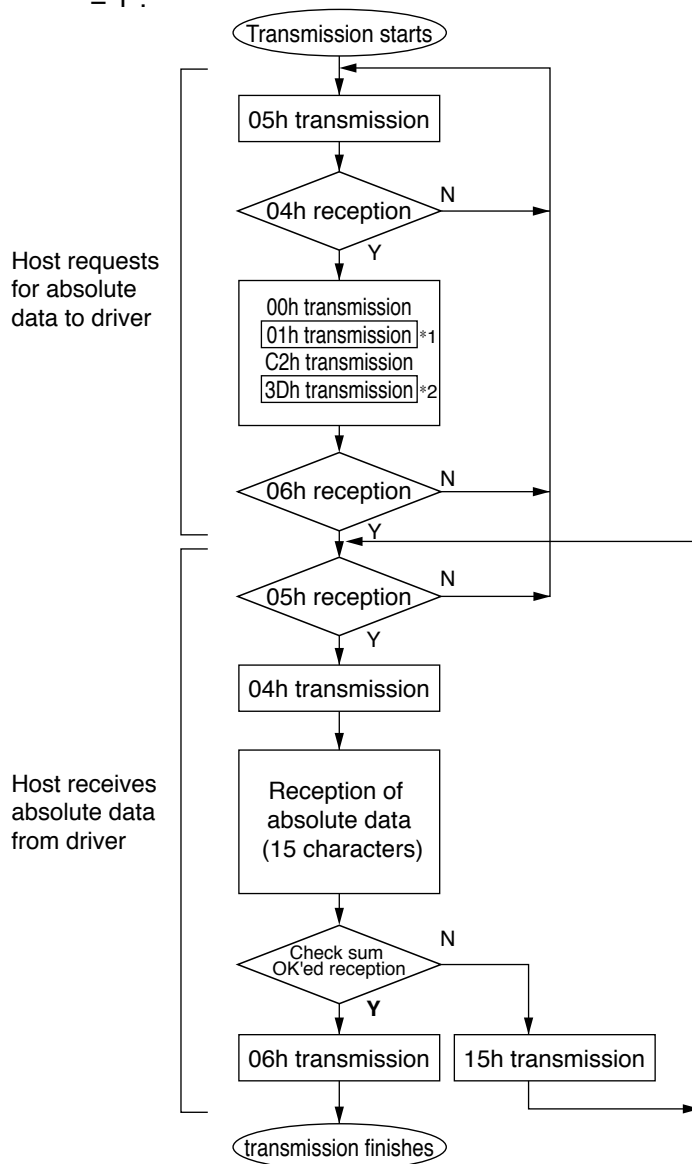 Transmission starts
05h transmission
04h reception
N
Y
Host requests
for absolute
data to driver
00h transmission
01h transmission *1
C2h transmission
3Dh transmission *2
06h reception
N
Y
05h reception
N
Y
04h transmission
Host receives
absolute data
from driver
Reception of
absolute data
(15 characters)
Check sum
OK'ed reception
N
Y
06h transmission
15h transmission
transmission finishes